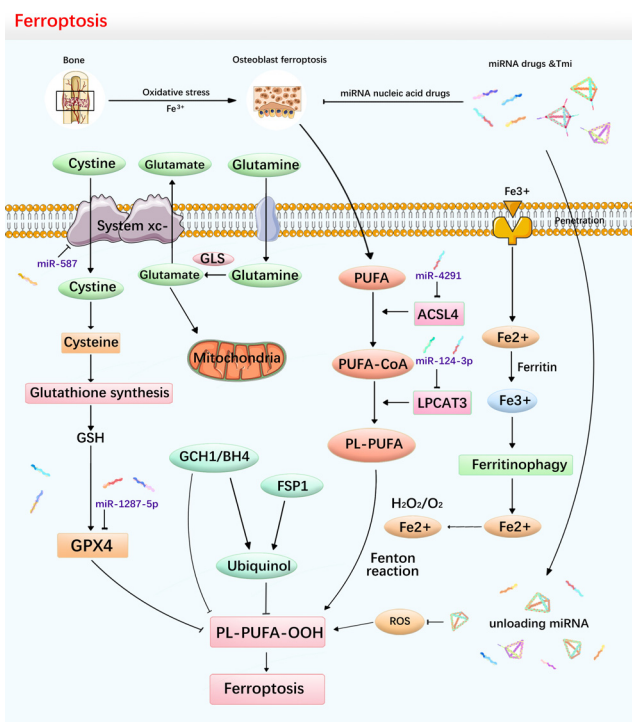 Ferroptosis
Bone
Osteoblast ferroptosis
miRNA drugs &Tmi
Oxidative stress
Fe³⁺
miRNA nucleic acid drugs
Cystine
Glutamate
Glutamine
Fe3+
System xc-
Penetration
miR-587
GLS
Cystine
Glutamate
Glutamine
PUFA
miR-4291
ACSL4
Cysteine
Mitochondria
Fe2+
PUFA-CoA
miR-124-3p
Ferritin
Glutathione synthesis
LPCAT3
Fe3+
GSH
PL-PUFA
GCH1/BH4
Ferritinophagy
FSP1
miR-1287-5p
H₂O₂/O₂
Fe2+
Fe2+
GPX4
Ubiquinol
Fenton
reaction
PL-PUFA-OOH
ROS
unloading miRNA
Ferroptosis